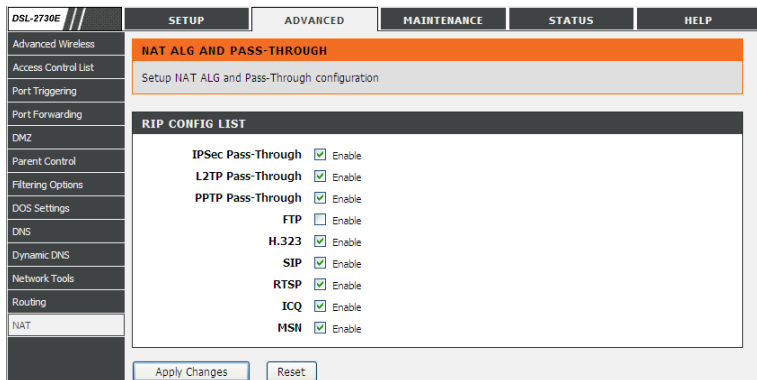 DSL-2730E
SETUP
ADVANCED
MAINTENANCE
STATUS
HELP
Advanced Wireless
Access Control List
Port Triggering
Port Forwarding
DMZ
Parent Control
Filtering Options
DOS Settings
DNS
Dynamic DNS
Network Tools
Routing
NAT
NAT ALG AND PASS-THROUGH
Setup NAT ALG and Pass-Through configuration
RIP CONFIG LIST
IPSec Pass-Through Enable
L2TP Pass-Through Enable
PPTP Pass-Through Enable
FTP Enable
H.323 Enable
SIP Enable
RTSP Enable
ICQ Enable
MSN Enable
Apply Changes Reset